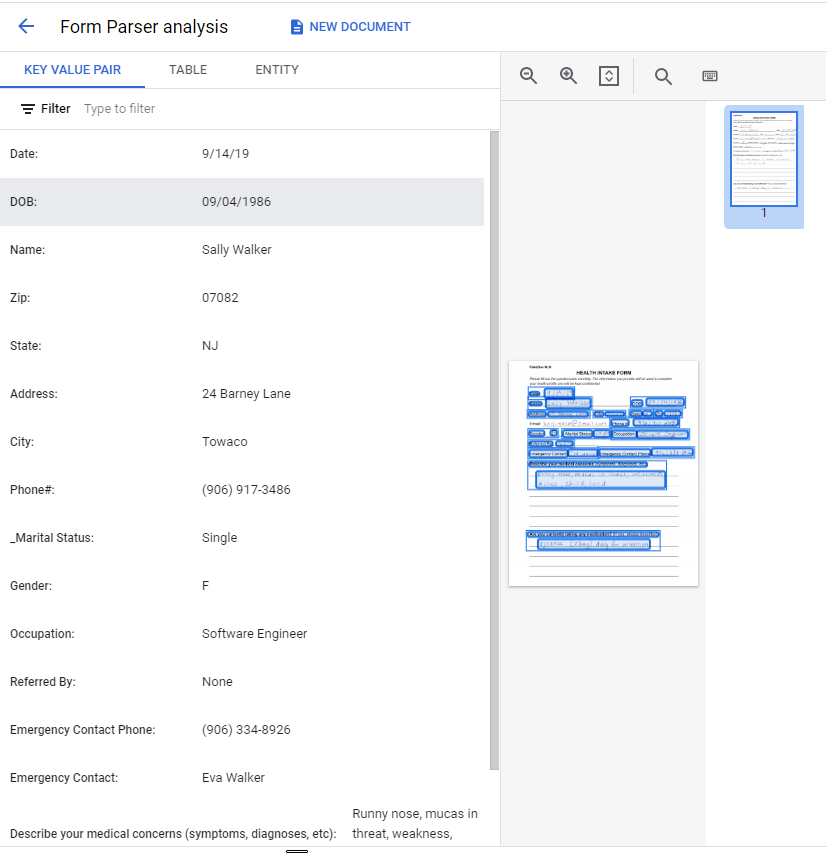 Form Parser analysis
NEW DOCUMENT
KEY VALUE PAIR TABLE ENTITY
Filter Type to filter
Date: 9/14/19
DOB: 09/04/1986
Name: Sally Walker
Zip: 07082
State: NJ
Address: 24 Barney Lane
City: Towaco
Phone#: (906) 917-3486
_Marital Status: Single
Gender: F
Occupation: Software Engineer
Referred By: None
Emergency Contact Phone: (906) 334-8926
Emergency Contact: Eva Walker
Describe your medical concerns (symptoms, diagnoses, etc): Runny nose, mucas in
threat, weakness,
1
HEALTH INTAKE FORM